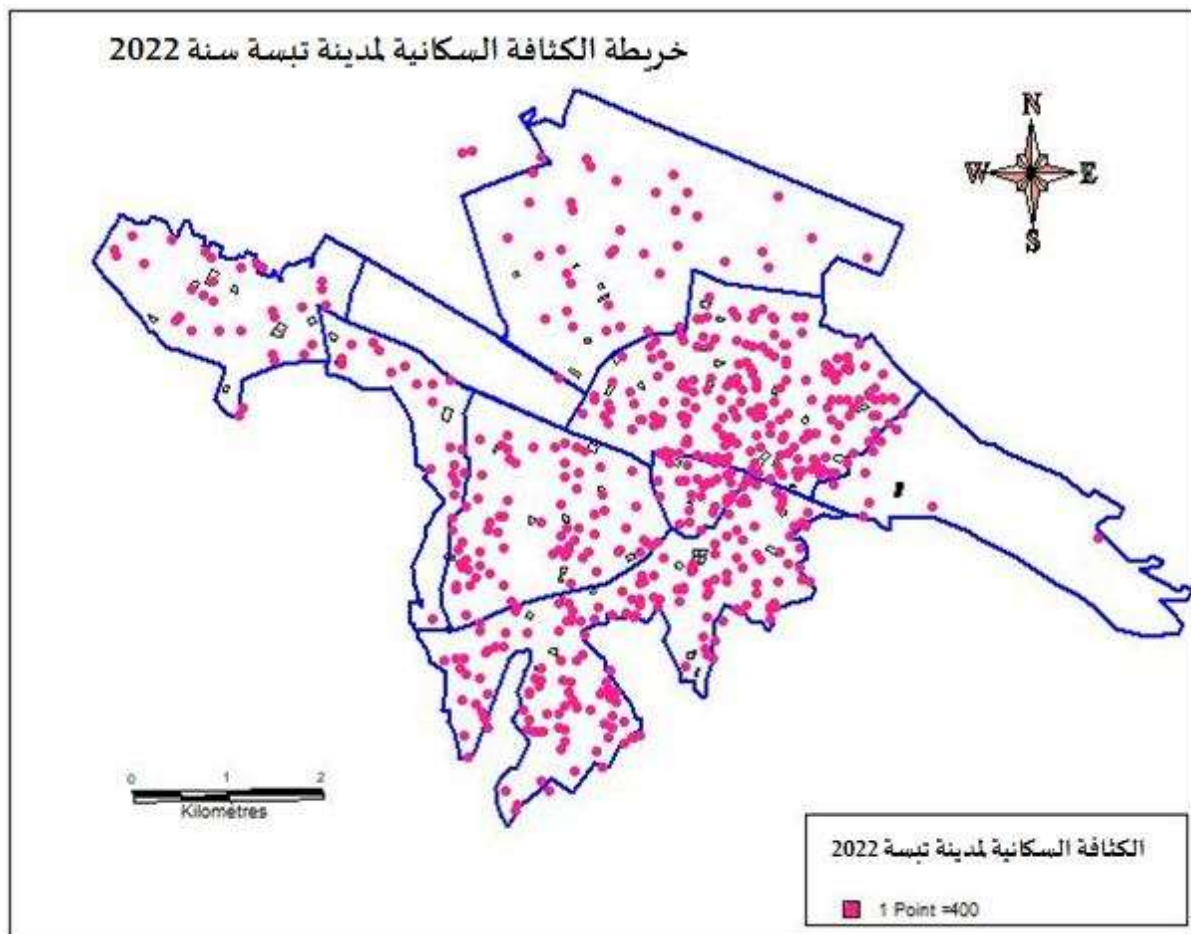 خريطة الكثافة السكانية لمدينة تبسة سنة 2022
N
W E
S
0 1 2
Kilometres
الكثافة السكانية لمدينة تبسة 2022
1 Point =400